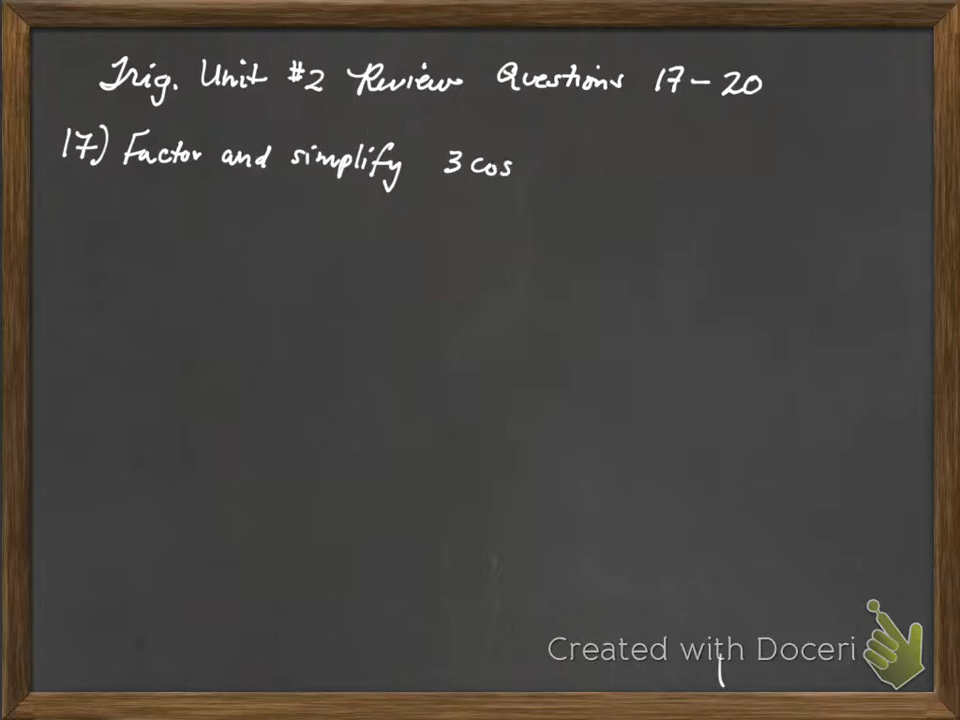 Trig. Unit #2 Review Questions 17-20
17) Factor and simplify 3 cos
Created with Doceri